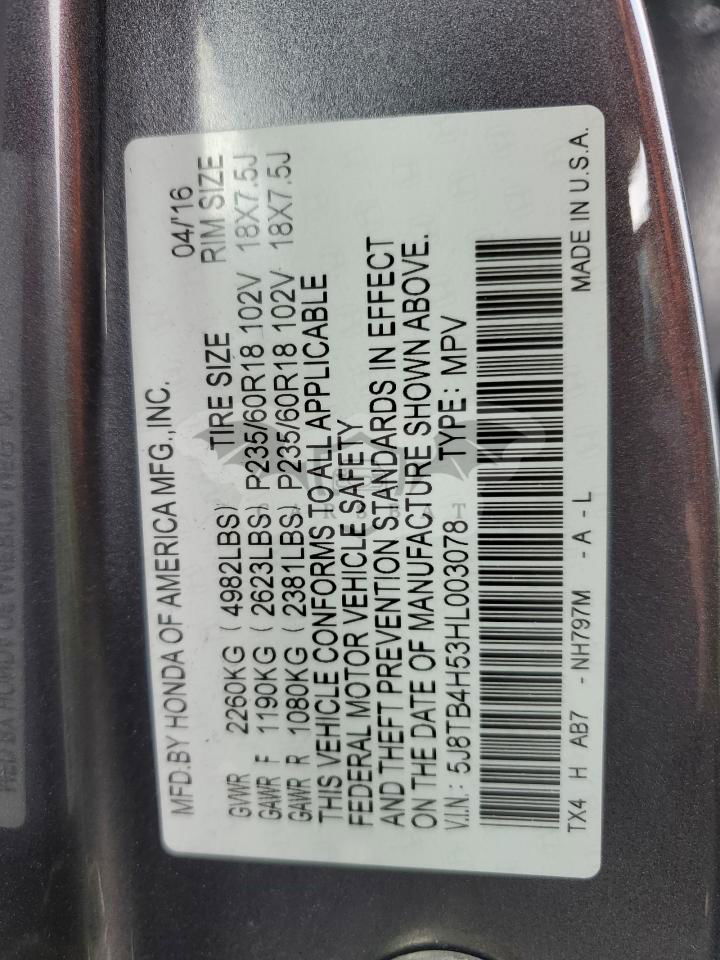 MFD.BY HONDA OF AMERICA MFG.,INC. 04/'16
GVWR 2260KG ( 4982LBS) TIRE SIZE RIM SIZE
GAWR F 1190KG ( 2623LBS) P235/60R18 102V 18X7.5J
GAWR R 1080KG ( 2381LBS) P235/60R18 102V 18X7.5J
THIS VEHICLE CONFORMS TO ALL APPLICABLE
FEDERAL MOTOR VEHICLE SAFETY
AND THEFT PREVENTION STANDARDS IN EFFECT
ON THE DATE OF MANUFACTURE SHOWN ABOVE.
V.I.N.: 5J8TB4H53HL003078 TYPE: MPV
TX4 H AB7 -NH797M -A-L MADE IN U.S.A.